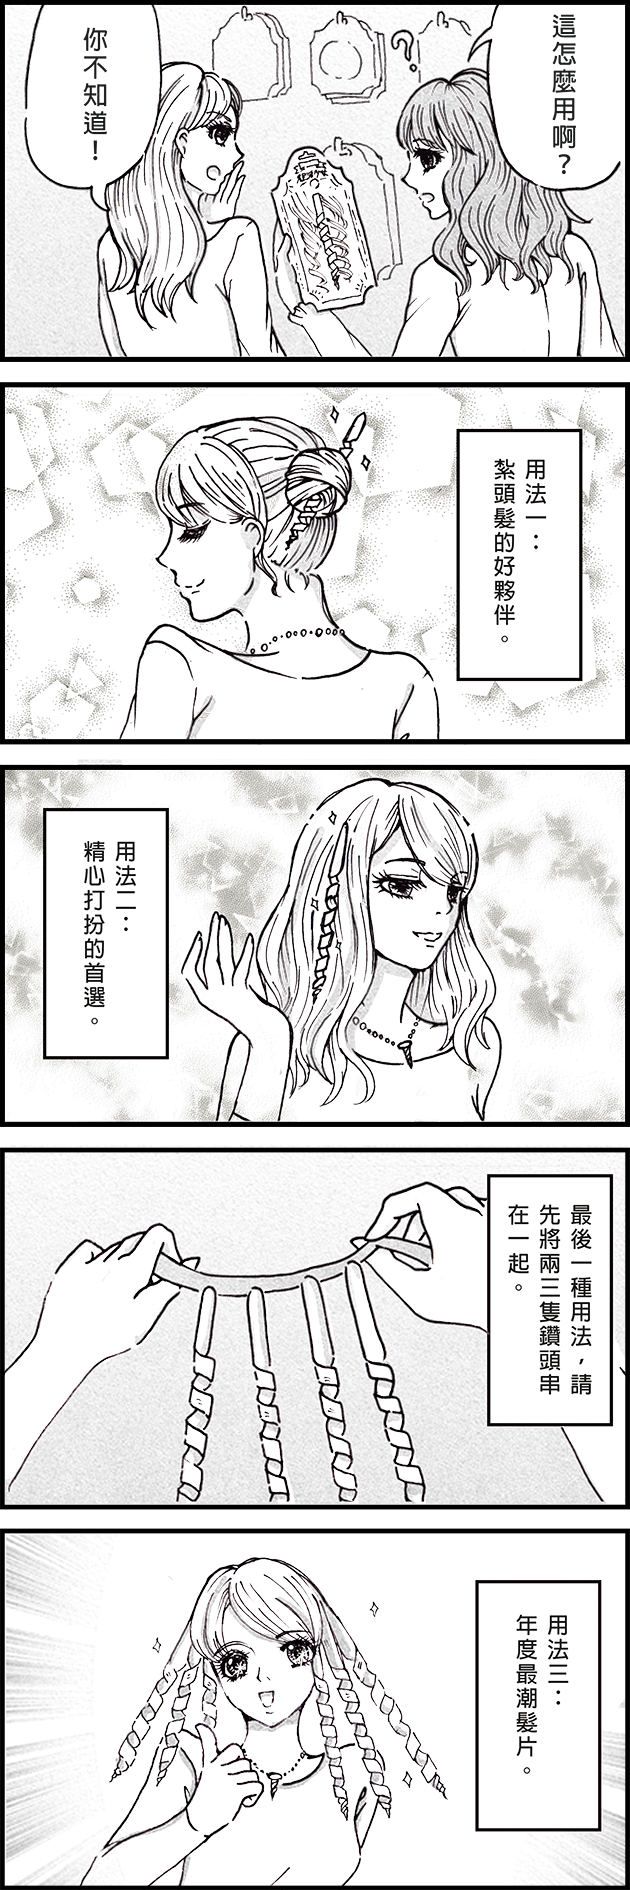 這怎麼用啊？
你不知道！
用法一：
紮頭髮的好夥伴。
用法二：
精心打扮的首選。
最後一種用法，請
先將兩三隻鑽頭串
在一起。
用法三：
年度最潮髮片。